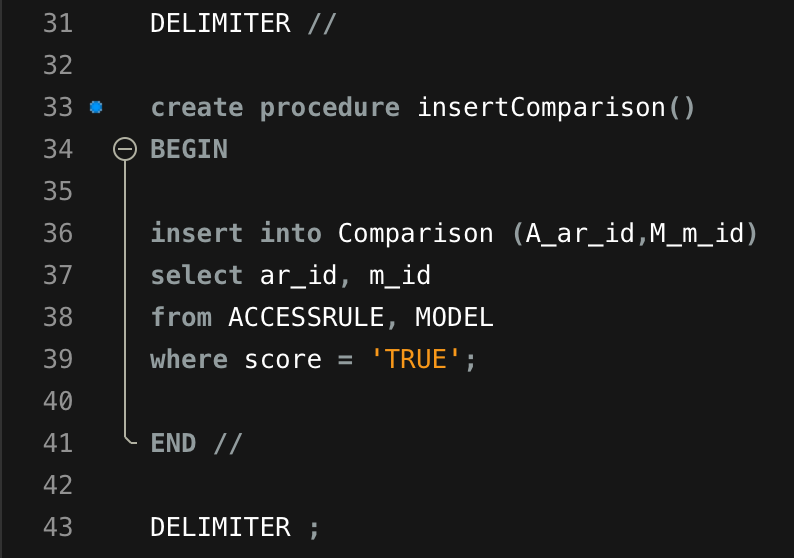 31 DELIMITER //
32
33 create procedure insertComparison()
34 BEGIN
35
36 insert into Comparison (A_ar_id,M_m_id)
37 select ar_id, m_id
38 from ACCESSRULE, MODEL
39 where score = 'TRUE';
40
41 END //
42
43 DELIMITER ;